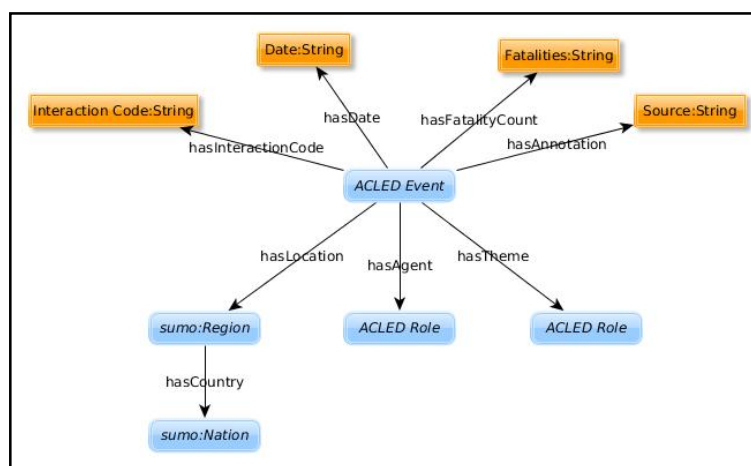 Date:String
Fatalities:String
Interaction Code:String
Source:String
hasDate
hasFatalityCount
hasInteractionCode
hasAnnotation
ACLED Event
hasLocation
hasAgent
hasTheme
sumo:Region
ACLED Role
ACLED Role
hasCountry
sumo:Nation